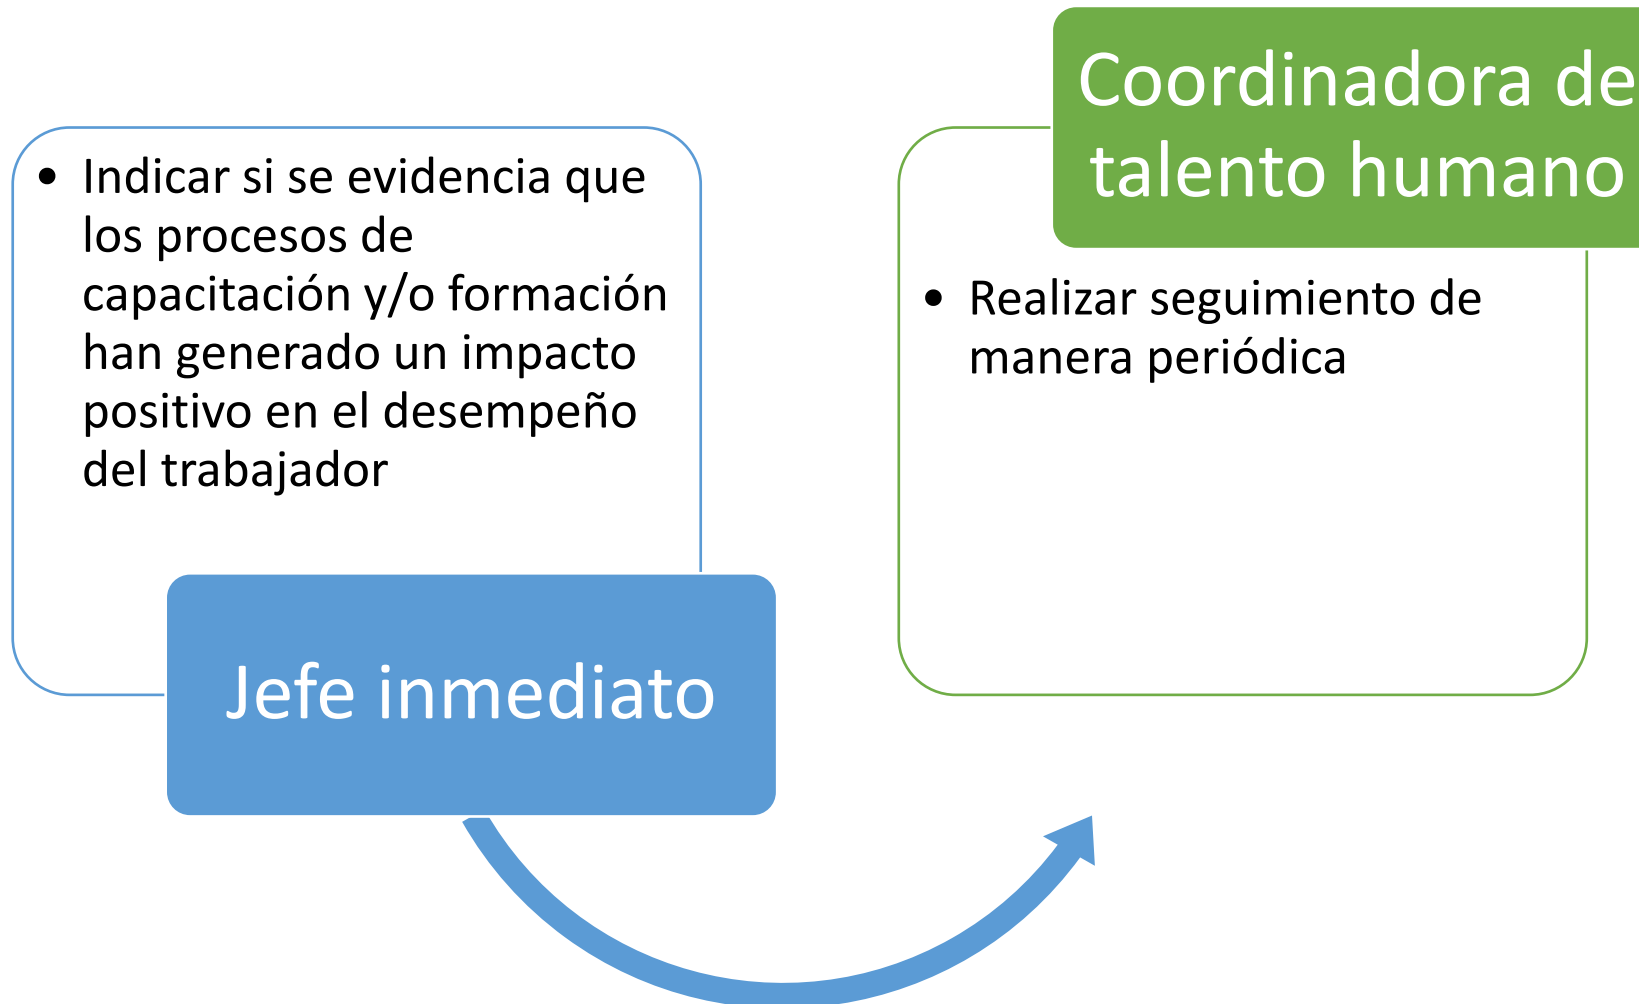 • Indicar si se evidencia que
los procesos de
capacitación y/o formación
han generado un impacto
positivo en el desempeño
del trabajador
Jefe inmediato
Coordinadora de
talento humano
• Realizar seguimiento de
manera periódica